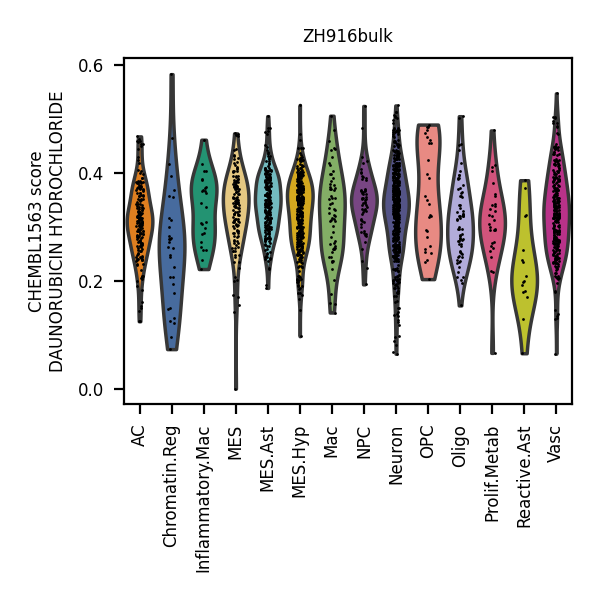 ZH916bulk
CHEMBL1563 score
DAUNORUBICIN HYDROCHLORIDE
0.6
0.4
0.2
0.0
AC
Chromatin.Reg
Inflammatory.Mac
MES
MES.Ast
MES.Hyp
Mac
NPC
Neuron
OPC
Oligo
Prolif.Metab
Reactive.Ast
Vasc